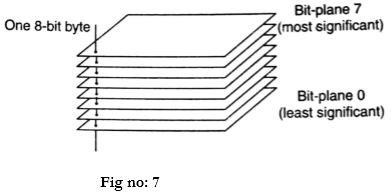 One 8-bit byte
Bit-plane 7
(most significant)
Bit-plane 0
(least significant)
Fig no: 7